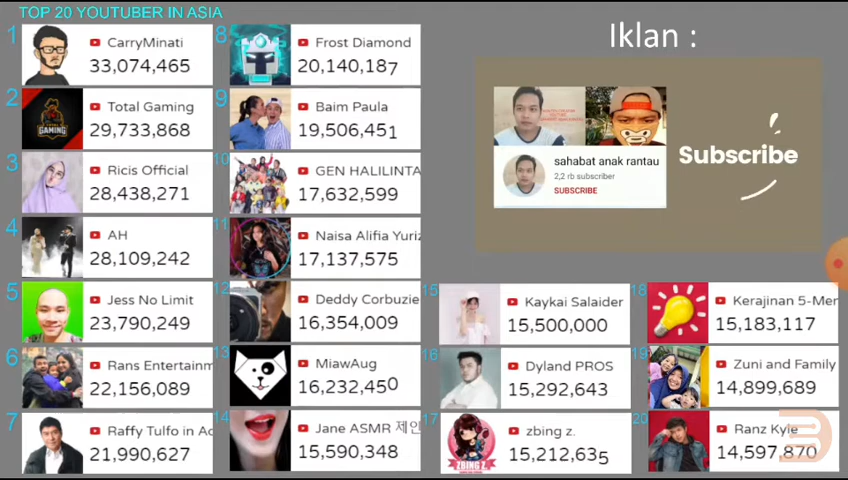 TOP 20 YOUTUBER IN ASIA
1
CarryMinati
33,074,465
2
TOTAL
GAMING
Total Gaming
29,733,868
3
Ricis Official
28,438,271
4
AH
28,109,242
5
Jess No Limit
23,790,249
6
Rans Entertainm
22,156,089
7
Raffy Tulfo in Ac
21,990,627
8
Frost Diamond
20,140,187
9
Baim Paula
19,506,451
10
GEN HALILINTA
17,632,599
11
Naisa Alifia Yuriz
17,137,575
12
Deddy Corbuzie
16,354,009
13
MiawAug
16,232,450
14
Jane ASMR 제인
15,590,348
Iklan :
sahabat anak rantau
2,2 rb subscriber
SUBSCRIBE
Subscribe
15
Kaykai Salaider
15,500,000
16
Dyland PROS
15,292,643
17
ZBING Z.
zbing z.
15,212,635
18
Kerajinan 5-Men
15,183,117
19
Zuni and Family
14,899,689
20
Ranz Kyle
14,597,870